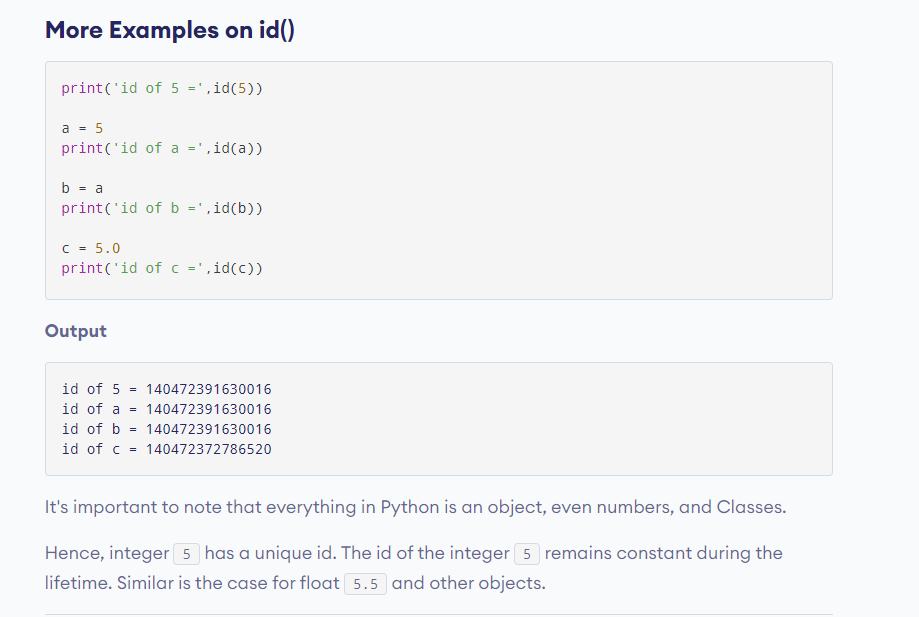 More Examples on id()
print('id of 5 =',id(5))
a = 5
print('id of a =',id(a))
b = a
print('id of b =',id(b))
c = 5.0
print('id of c =',id(c))
Output
id of 5 = 140472391630016
id of a = 140472391630016
id of b = 140472391630016
id of c = 140472372786520
It's important to note that everything in Python is an object, even numbers, and Classes.
Hence, integer 5 has a unique id. The id of the integer 5 remains constant during the
lifetime. Similar is the case for float 5.5 and other objects.